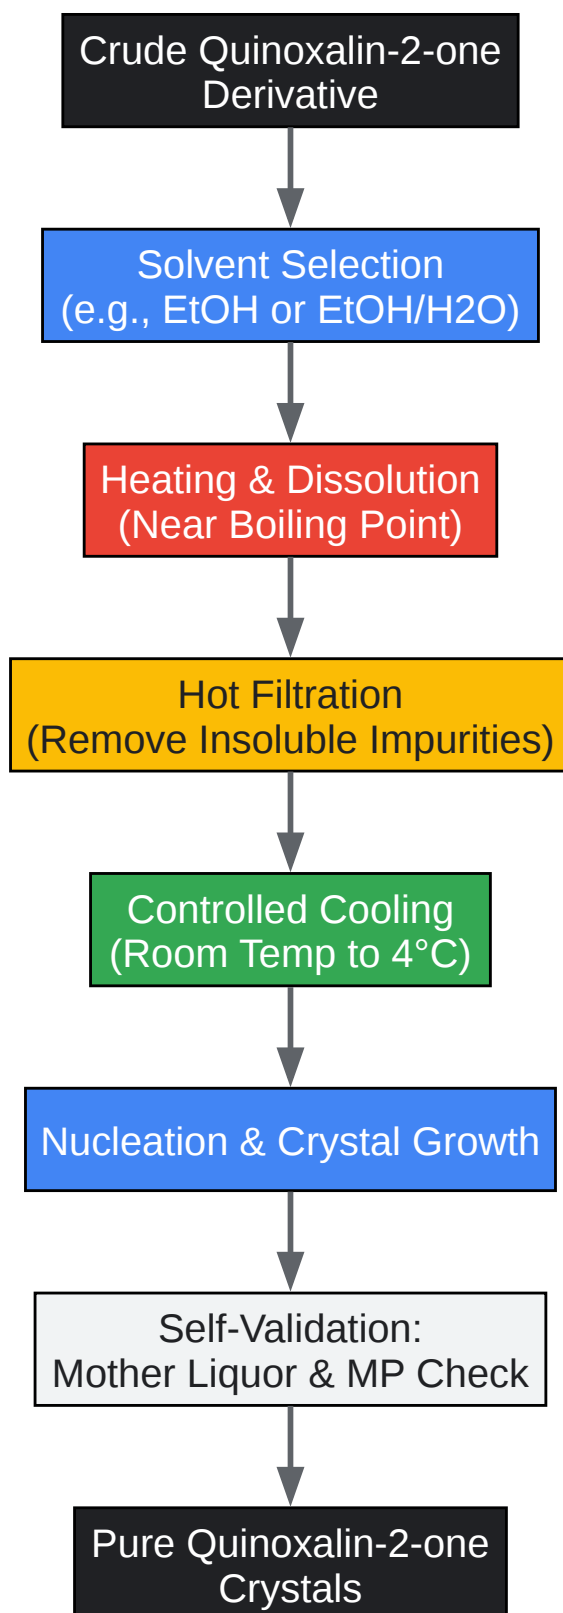 Crude Quinoxalin-2-one
Derivative
Solvent Selection
(e.g., EtOH or EtOH/H2O)
Heating & Dissolution
(Near Boiling Point)
Hot Filtration
(Remove Insoluble Impurities)
Controlled Cooling
(Room Temp to 4°C)
Nucleation & Crystal Growth
Self-Validation:
Mother Liquor & MP Check
Pure Quinoxalin-2-one
Crystals